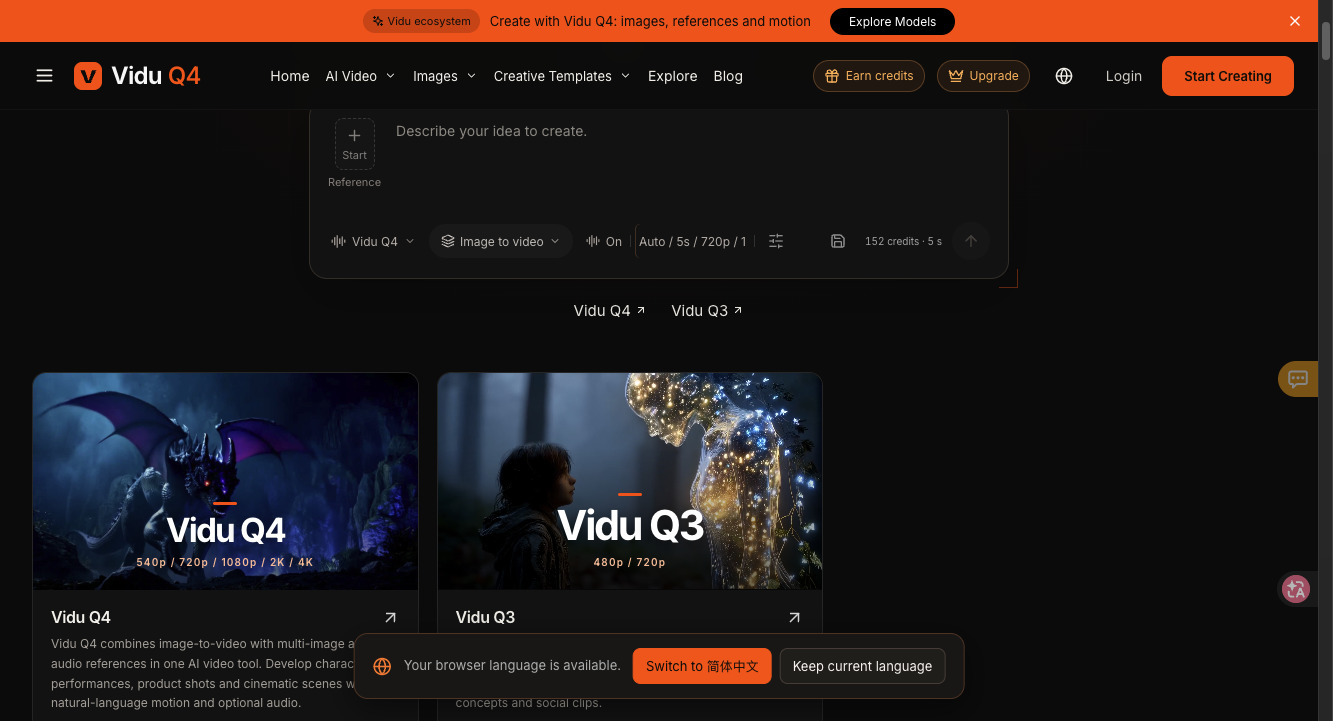 Vidu ecosystem
Create with Vidu Q4: images, references and motion
Explore Models
Vidu Q4
Home
AI Video
Images
Creative Templates
Explore
Blog
Earn credits
Upgrade
Login
Start Creating
Start
Describe your idea to create.
Reference
Vidu Q4
Image to video
On
Auto / 5s / 720p / 1
152 credits · 5 s
Vidu Q4
Vidu Q3
Vidu Q4
540p / 720p / 1080p / 2K / 4K
Vidu Q3
480p / 720p
Vidu Q4
Vidu Q4 combines image-to-video with multi-image a
audio references in one AI video tool. Develop charac
performances, product shots and cinematic scenes w
natural-language motion and optional audio.
Vidu Q3
concepts and social clips.
Your browser language is available.
Switch to 简体中文
Keep current language